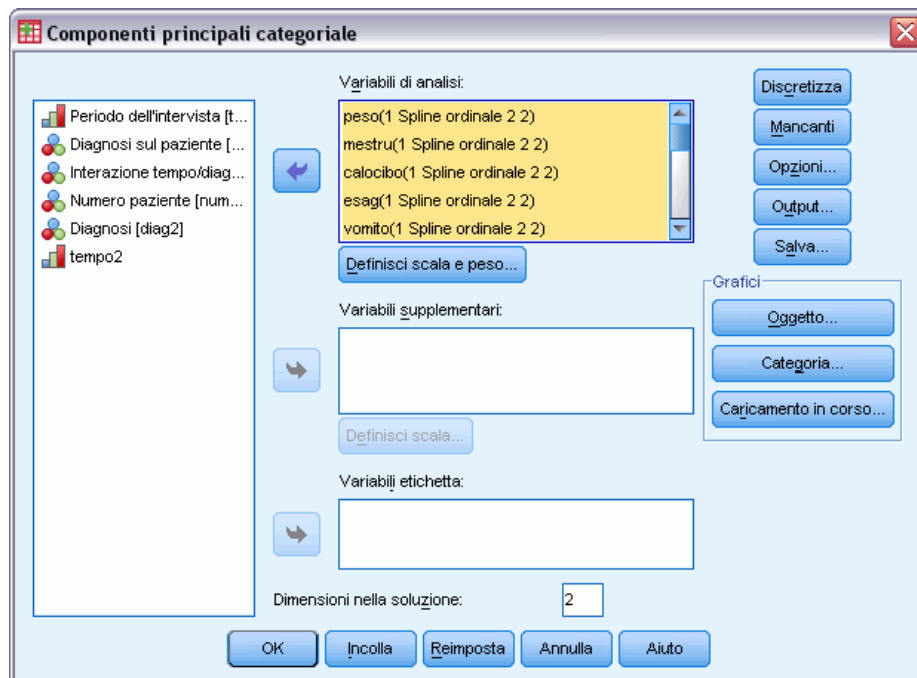 Componenti principali categoriale
Variabili di analisi:
Periodo dell'intervista [t...
Diagnosi sul paziente [...
Interazione tempo/diag...
Numero paziente [num...
Diagnosi [diag2]
tempo2
peso(1 Spline ordinale 2 2)
mestru(1 Spline ordinale 2 2)
calocibo(1 Spline ordinale 2 2)
esag(1 Spline ordinale 2 2)
vomito(1 Spline ordinale 2 2)
Definisci scala e peso...
Variabili supplementari:
Definisci scala...
Variabili etichetta:
Dimensioni nella soluzione:
2
Discretizza
Mancanti
Opzioni...
Output...
Salva...
Grafici
Oggetto...
Categoria...
Caricamento in corso...
OK
Incolla
Reimposta
Annulla
Aiuto